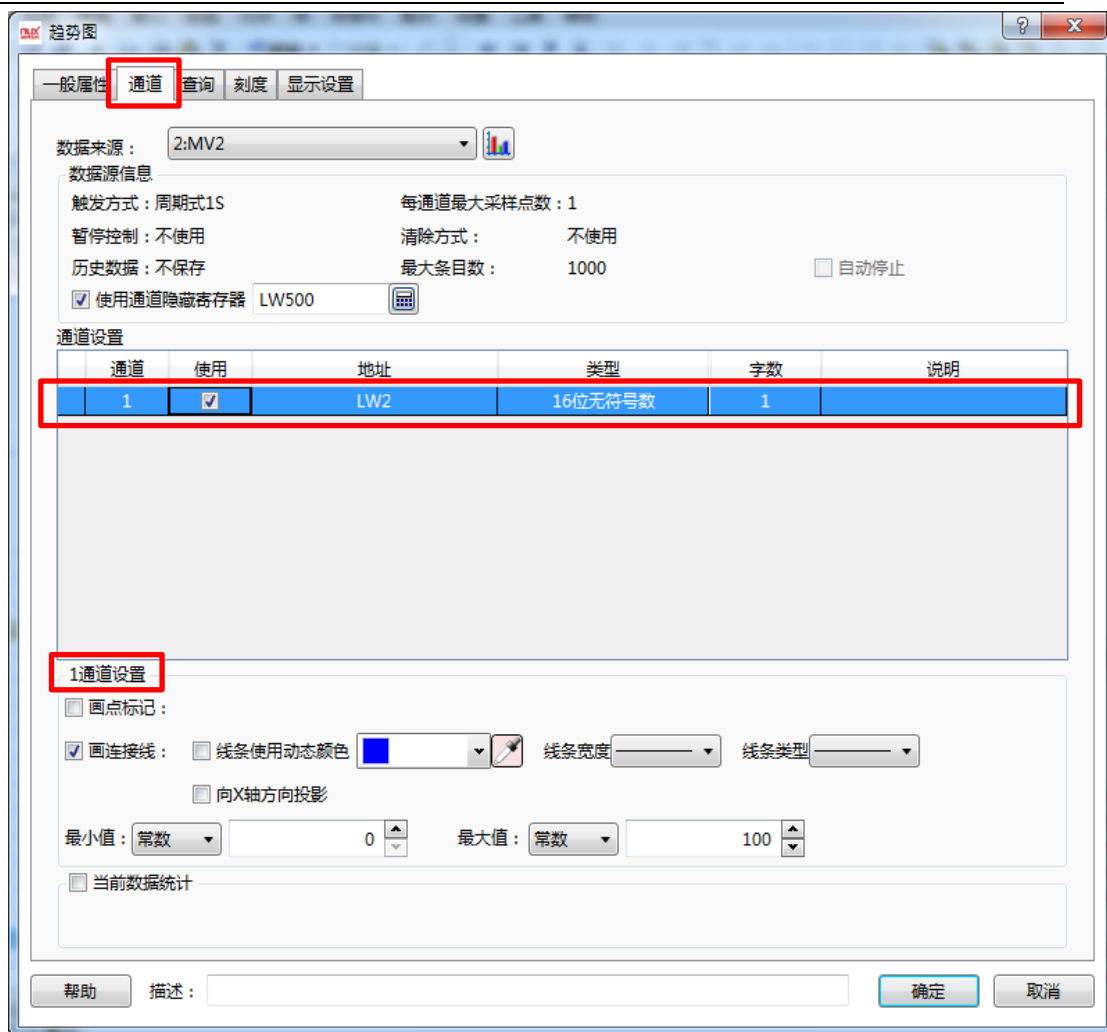 nux 趋势图
一般属性 通道 查询 刻度 显示设置
数据来源： 2:MV2
数据源信息
触发方式：周期式1S 每通道最大采样点数：1
暂停控制：不使用 清除方式： 不使用
历史数据：不保存 最大条目数： 1000 自动停止
使用通道隐藏寄存器 LW500
通道设置
通道 使用 地址 类型 字数 说明
1 LW2 16位无符号数 1
1通道设置
画点标记：
画连接线： 线条使用动态颜色 线条宽度 线条类型
向X轴方向投影
最小值：常数 0 最大值：常数 100
当前数据统计
帮助 描述： 确定 取消